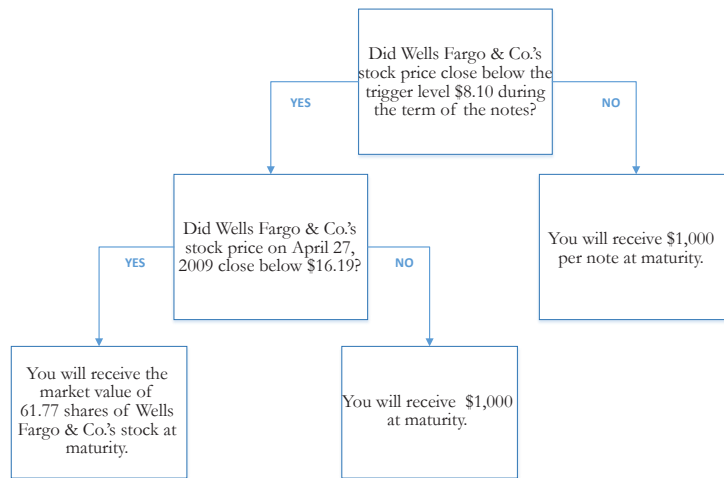 Did Wells Fargo & Co.'s
stock price close below the
trigger level $8.10 during
the term of the notes?
YES
NO
Did Wells Fargo & Co.'s
stock price on April 27,
2009 close below $16.19?
You will receive $1,000
per note at maturity.
YES
NO
You will receive the
market value of
61.77 shares of Wells
Fargo & Co.'s stock at
maturity.
You will receive $1,000
at maturity.